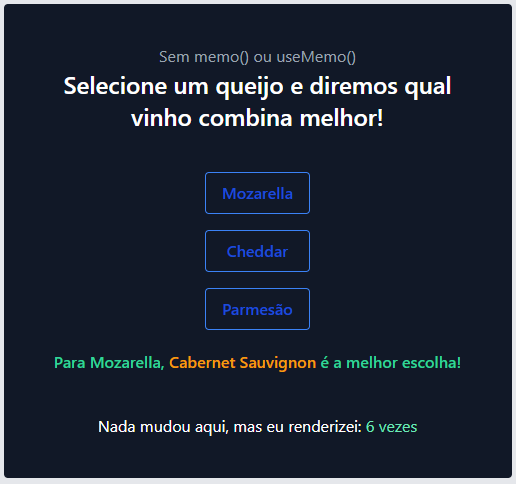 Sem memo() ou useMemo()
Selecione um queijo e diremos qual
vinho combina melhor!
Mozarella
Cheddar
Parmesão
Para Mozarella, Cabernet Sauvignon é a melhor escolha!
Nada mudou aqui, mas eu renderizei: 6 vezes